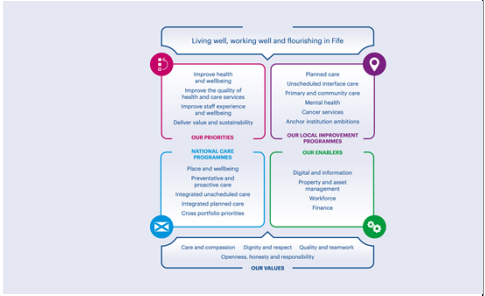 Living well, working well and flourishing in Fife
Improve health
and wellbeing
Improve the quality of
health and care services
Improve staff experience
and wellbeing
Deliver value and sustainability
OUR PRIORITIES
Planned care
Unscheduled interface care
Primary and community care
Mental health
Cancer services
Anchor institution ambitions
OUR LOCAL IMPROVEMENT
PROGRAMMES
NATIONAL CARE
PROGRAMMES
Place and wellbeing
Preventative and
proactive care
Integrated unscheduled care
Integrated planned care
Cross portfolio priorities
OUR ENABLERS
Digital and information
Property and asset
management
Workforce
Finance
Care and compassion Dignity and respect Quality and teamwork
Openness, honesty and responsibility
OUR VALUES